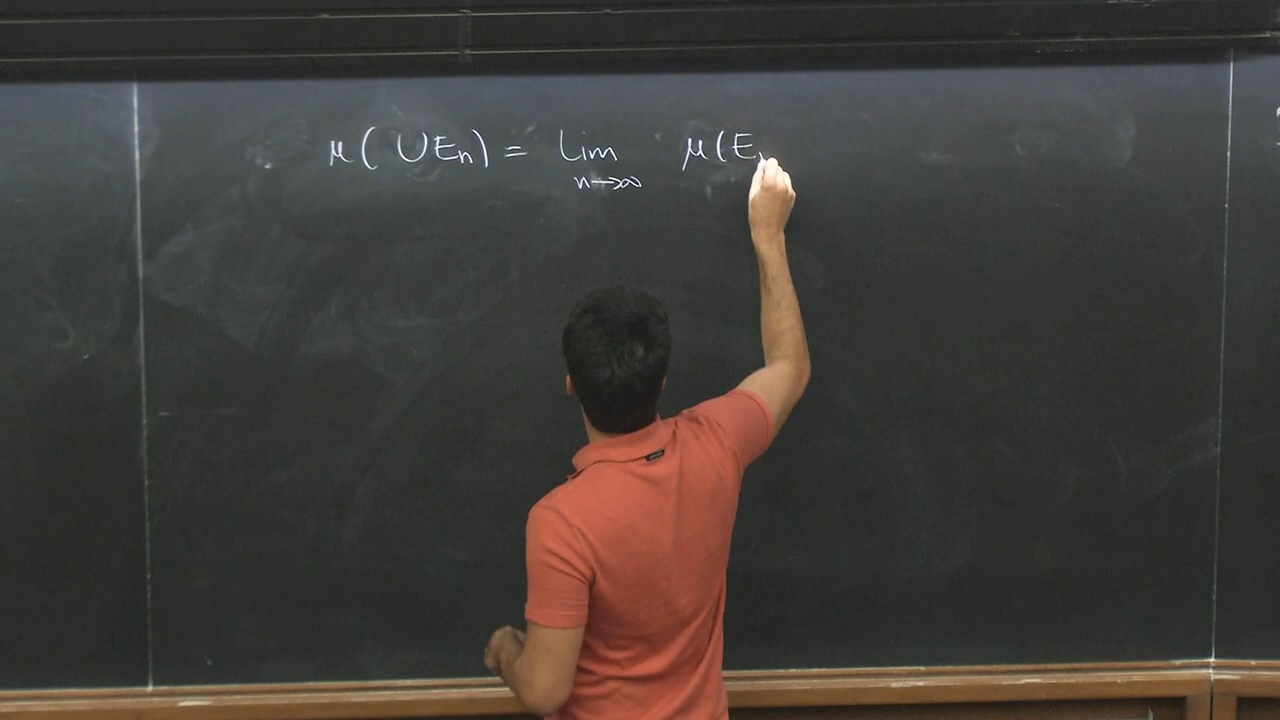 μ( ∪Eₙ) = Lim μ(E
n→∞